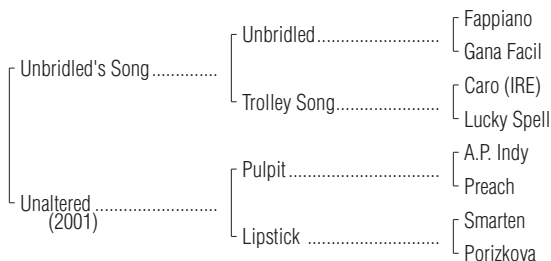 Fappiano
Unbridled..........................
Gana Facil
Unbridled's Song..............
Caro (IRE)
Trolley Song......................
Lucky Spell
A.P. Indy
Pulpit................................
Preach
Unaltered ..........................
(2001)
Smarten
Lipstick ............................
Porizkova